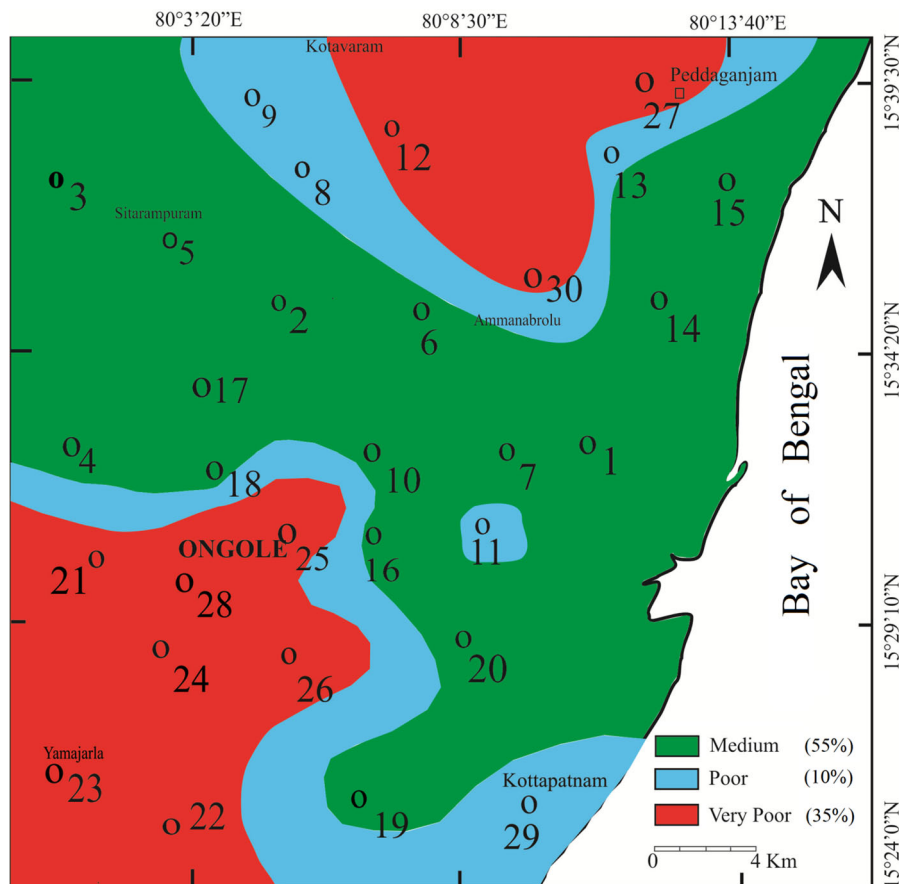 80°3’20”E 80°8’30”E 80°13’40”E
Kotavaram
Peddaganjam
15°39’30”N
9
27
12
13
8
3
15
Sitarampuram
N
5
30
2
Ammanabrolu
14
6
15°34’20”N
17
Bay of Bengal
4
1
10
7
18
11
ONGOLE
25
16
21
28
15°29’10”N
20
24
26
Medium (55%)
Yamajarla
Poor (10%)
Kottapatnam
23
Very Poor (35%)
22
19
29
15°24’0”N
0 4 Km